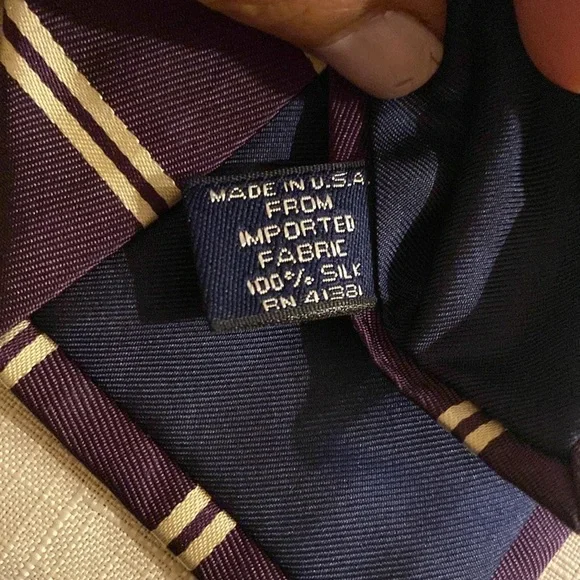 MADE IN U.S.A.
FROM
IMPORTED
FABRIC
100% SILK
RN 41381